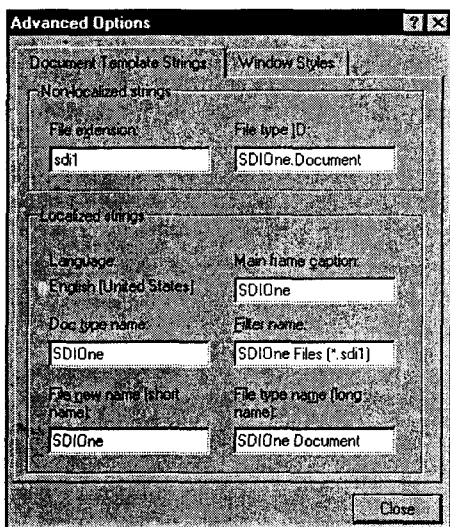 Advanced Options
Document Template Strings Window Styles
Non-localized strings
File extension: File type ID:
sdi1 SDIOne.Document
Localized strings
Language: Main frame caption:
English [United States] SDIOne
Doc type name: Filter name:
SDIOne SDIOne Files (*.sdi1)
File new name (short name): File type name (long name):
SDIOne SDIOne Document
Close